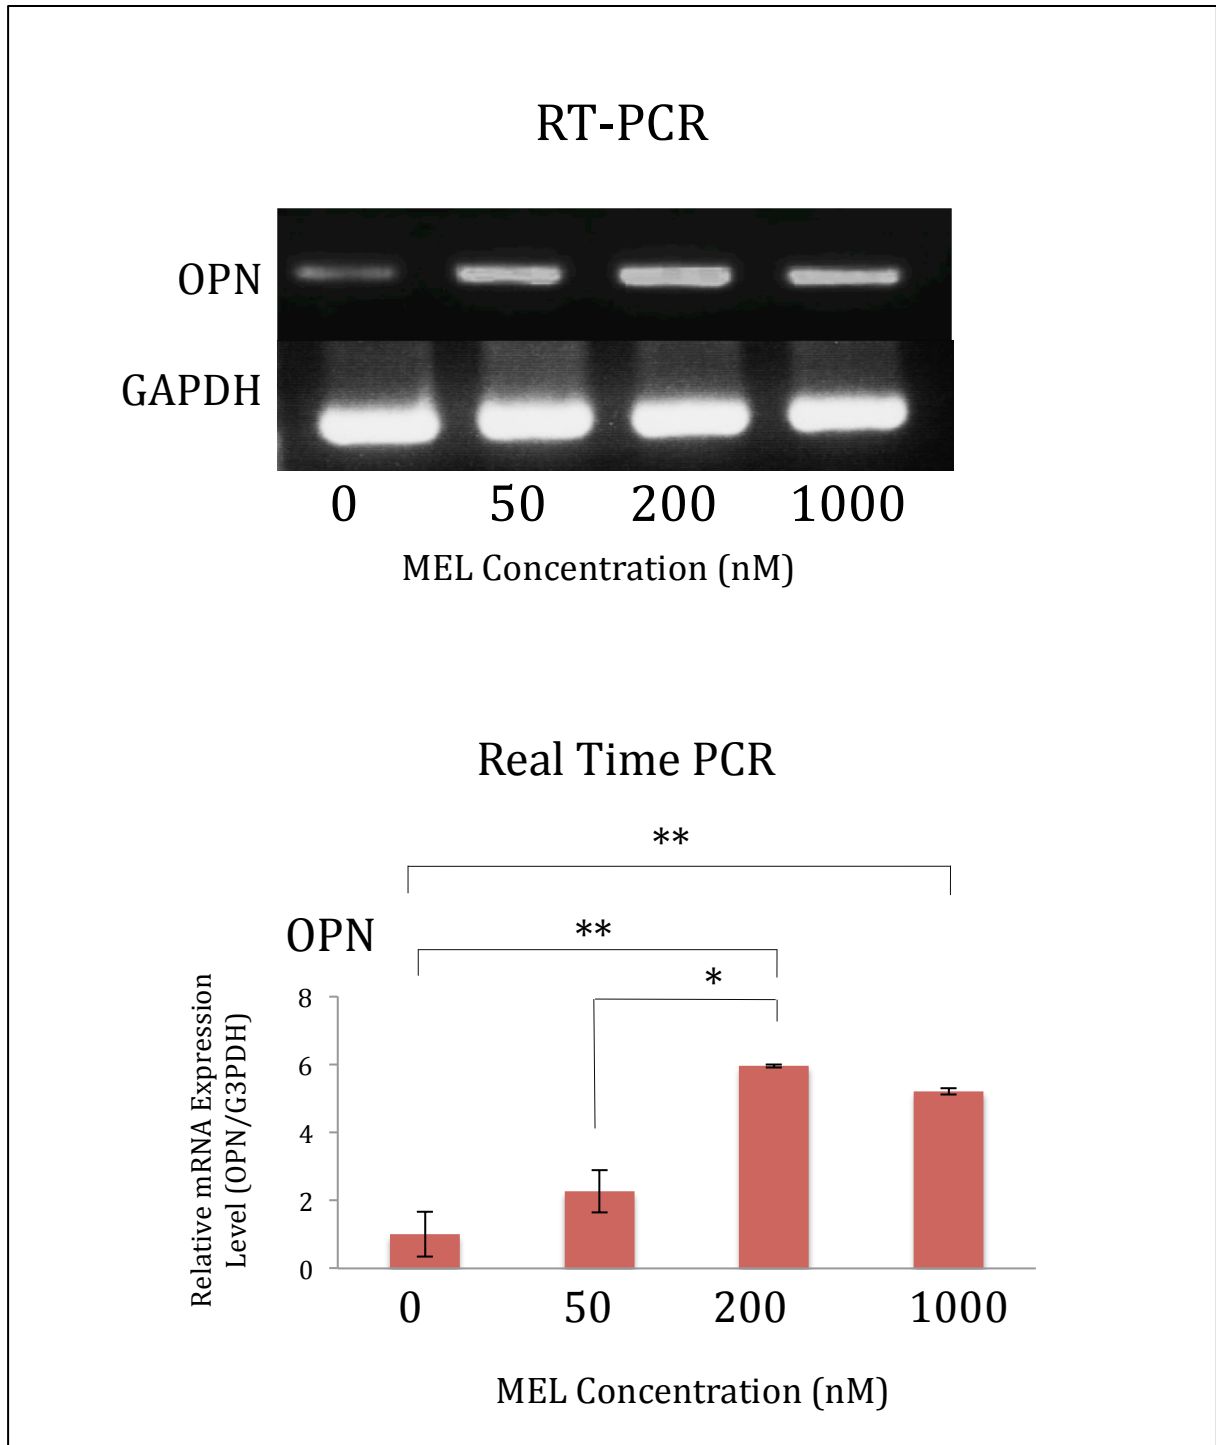 RT-PCR
OPN
GAPDH
0 50 200 1000
MEL Concentration (nM)
Real Time PCR
**
OPN
**
*
Relative mRNA Expression
Level (OPN/G3PDH)
8
6
4
2
0
0 50 200 1000
MEL Concentration (nM)